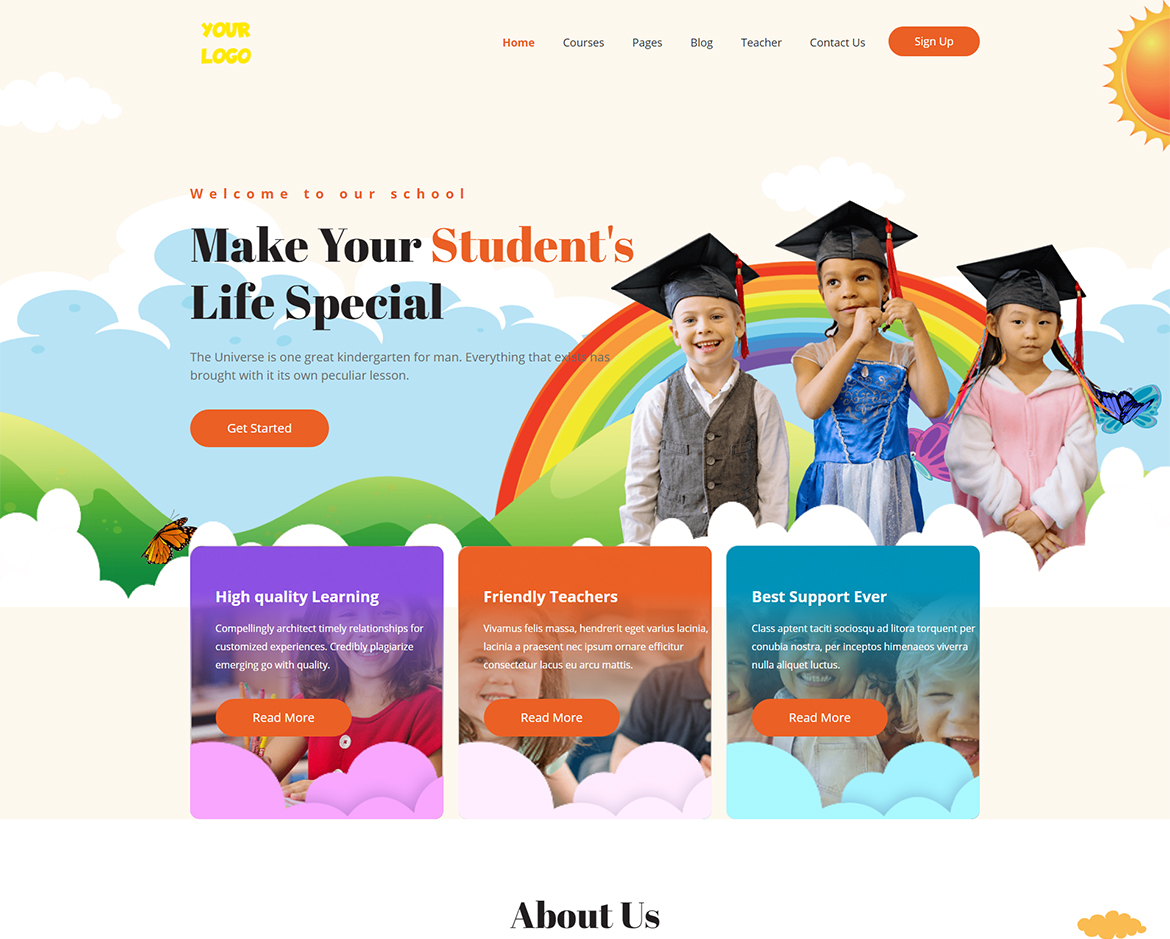 YOUR
LOGO
Home Courses Pages Blog Teacher Contact Us Sign Up
Welcome to our school
Make Your Student's
Life Special
The Universe is one great kindergarten for man. Everything that exists has
brought with it its own peculiar lesson.
Get Started
High quality Learning
Compellingly architect timely relationships for
customized experiences. Credibly plagiarize
emerging go with quality.
Read More
Friendly Teachers
Vivamus felis massa, hendrerit eget varius lacinia,
lacinia a praesent nec ipsum ornare efficitur
consectetur lacus eu arcu mattis.
Read More
Best Support Ever
Class aptent taciti sociosqu ad litora torquent per
conubia nostra, per inceptos himenaeos viverra
nulla aliquet luctus.
Read More
About Us